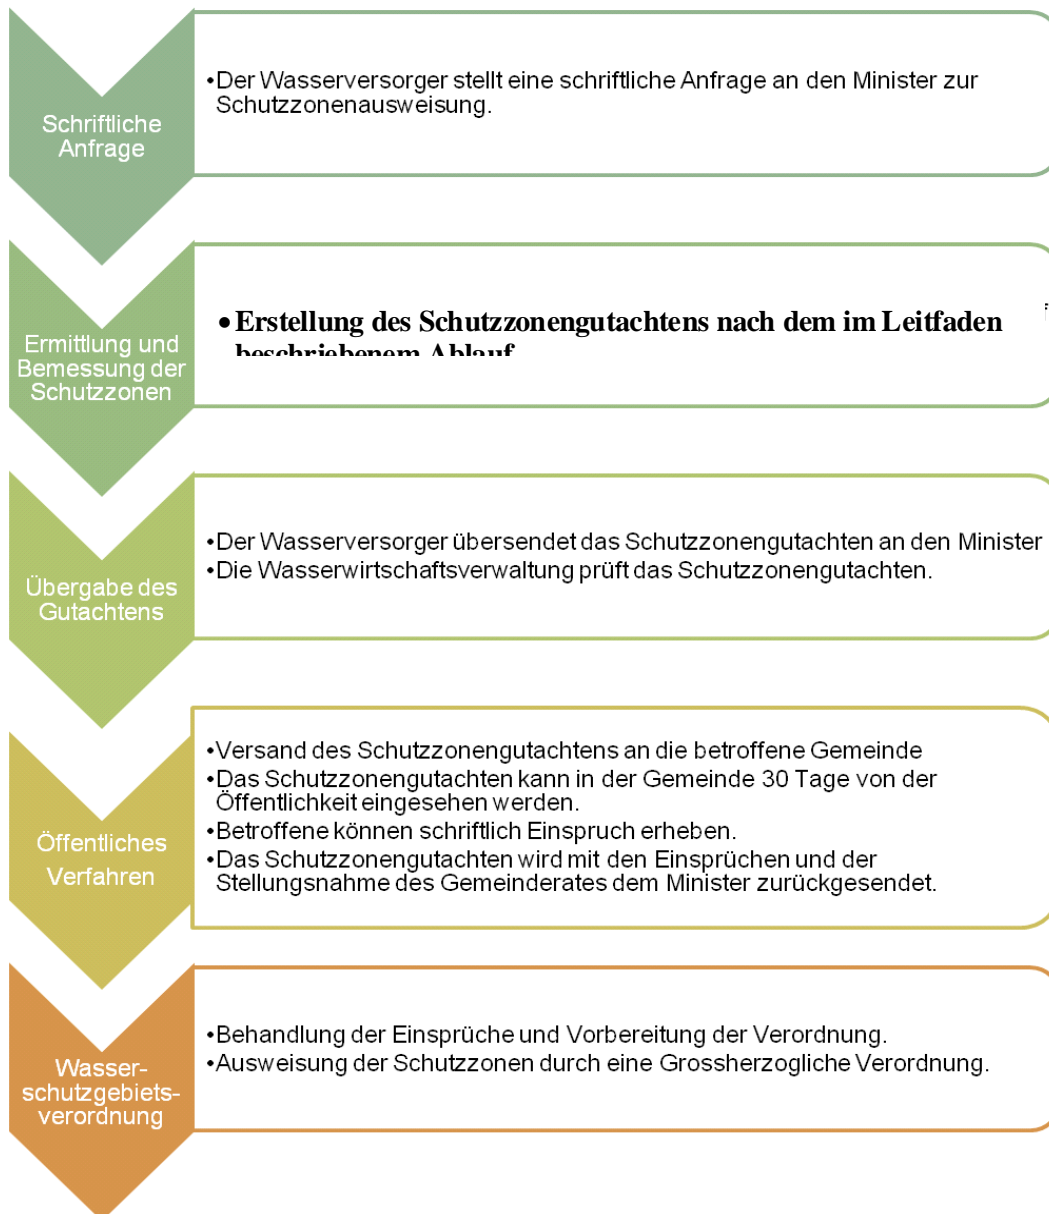 Schriftliche
Anfrage
•Der Wasserversorger stellt eine schriftliche Anfrage an den Minister zur
Schutzzonenausweisung.
Ermittlung und
Bemessung der
Schutzzonen
•Erstellung des Schutzzonengutachtens nach dem im Leitfaden
beschriebenem Ablauf
f
Übergabe des
Gutachtens
•Der Wasserversorger übersendet das Schutzzonengutachten an den Minister
•Die Wasserwirtschaftsverwaltung prüft das Schutzzonengutachten.
Öffentliches
Verfahren
•Versand des Schutzzonengutachtens an die betroffene Gemeinde
•Das Schutzzonengutachten kann in der Gemeinde 30 Tage von der
Öffentlichkeit eingesehen werden.
•Betroffene können schriftlich Einspruch erheben.
•Das Schutzzonengutachten wird mit den Einsprüchen und der
Stellungsnahme des Gemeinderates dem Minister zurückgesendet.
Wasser-
schutzgebiets-
verordnung
•Behandlung der Einsprüche und Vorbereitung der Verordnung.
•Ausweisung der Schutzzonen durch eine Grossherzogliche Verordnung.